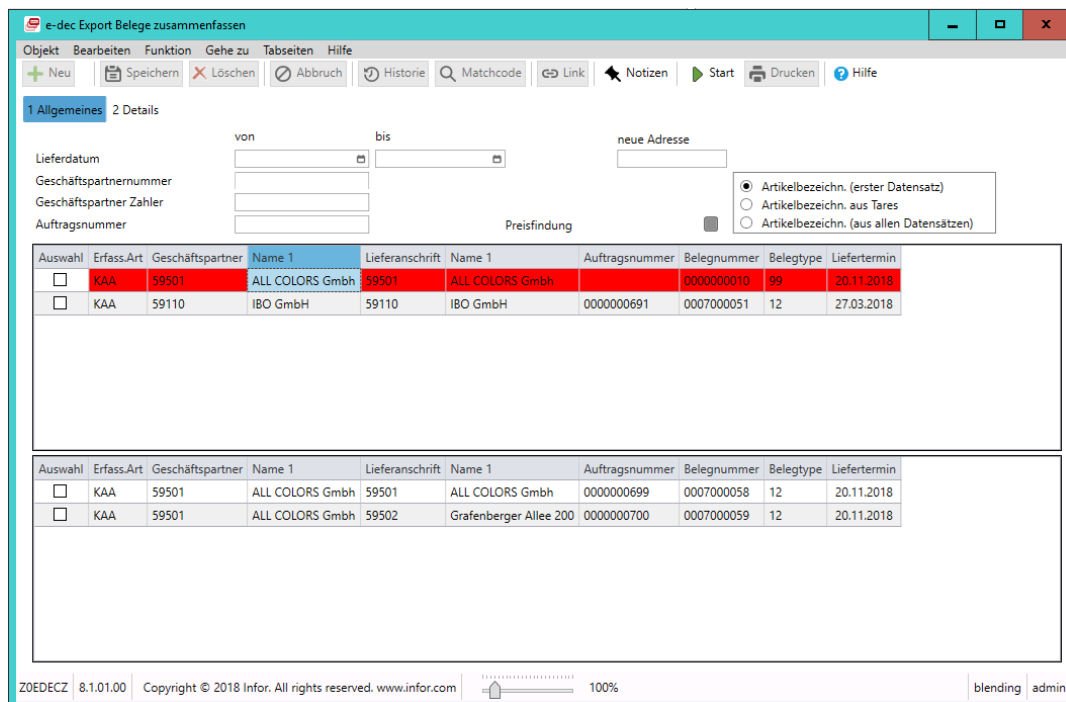 e-dec Export Belege zusammenfassen
Objekt Bearbeiten Funktion Gehe zu Tabseiten Hilfe
Neu Speichern Löschen Abbruch Historie Matchcode Link Notizen Start Drucken Hilfe
1 Allgemeines 2 Details
von bis neue Adresse
Lieferdatum
Geschäftspartnernummer
Geschäftspartner Zahler
Auftragsnummer Preisfindung
Artikelbezeichn. (erster Datensatz)
Artikelbezeichn. aus Tares
Artikelbezeichn. (aus allen Datensätzen)
Auswahl Erfass.Art Geschäftspartner Name 1 Lieferanschrift Name 1 Auftragsnummer Belegnummer Belegtype Liefertermin
KAA 59501 ALL COLORS Gmbh 59501 ALL COLORS Gmbh 0000000010 99 20.11.2018
KAA 59110 IBO GmbH 59110 IBO GmbH 0000000691 0007000051 12 27.03.2018
Auswahl Erfass.Art Geschäftspartner Name 1 Lieferanschrift Name 1 Auftragsnummer Belegnummer Belegtype Liefertermin
KAA 59501 ALL COLORS Gmbh 59501 ALL COLORS Gmbh 0000000699 0007000058 12 20.11.2018
KAA 59501 ALL COLORS Gmbh 59502 Grafenberger Allee 200 0000000700 0007000059 12 20.11.2018
Z0EDECZ 8.1.01.00 Copyright © 2018 Infor. All rights reserved. www.infor.com 100% blending admin